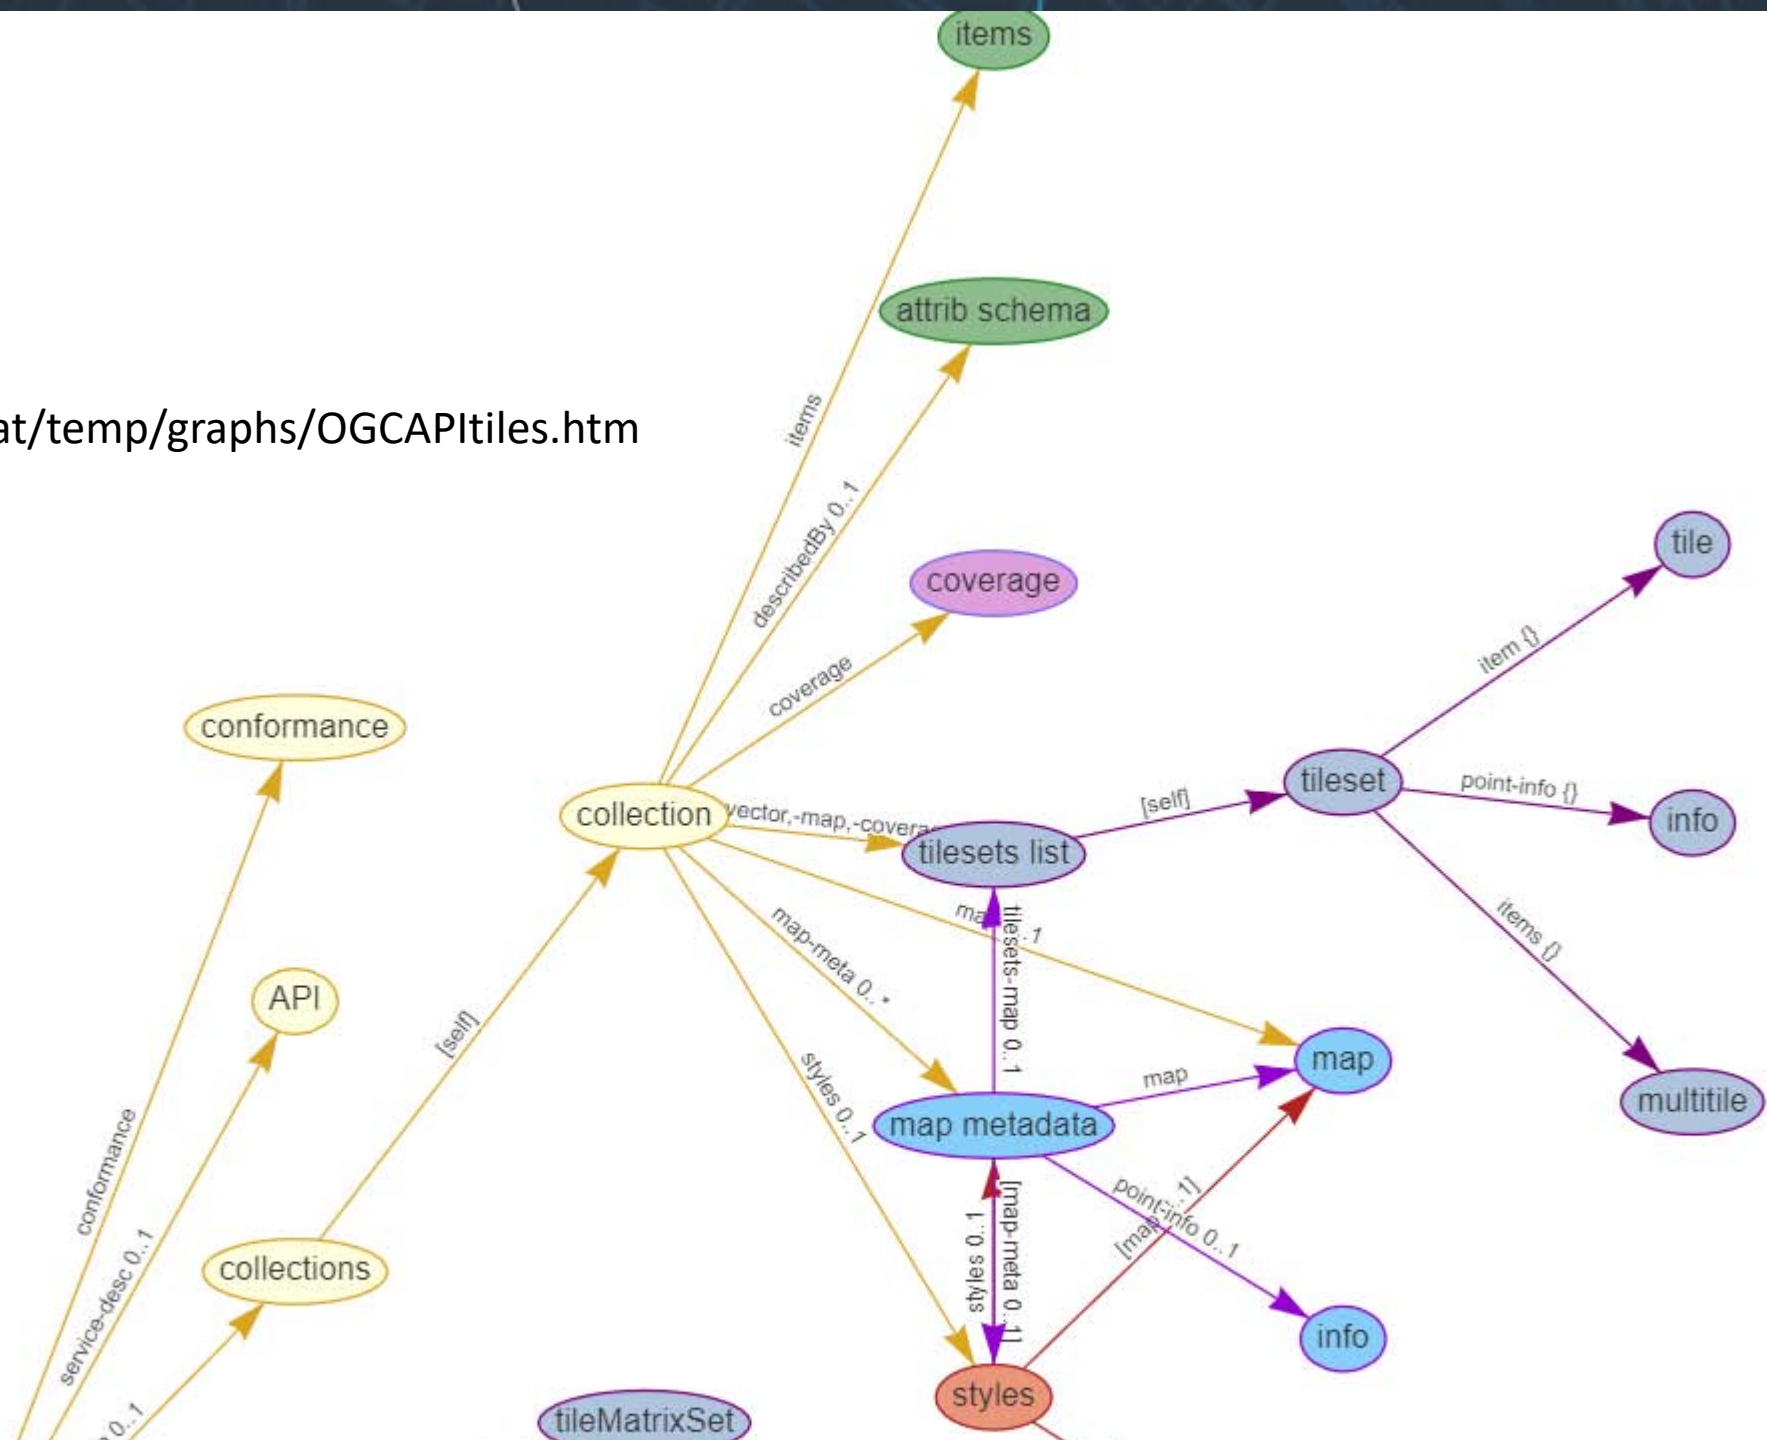 items
attrib schema
at/temp/graphs/OGCAPItiles.htm
items
describedBy 0..1
coverage
tile
item {}
coverage
conformance
collection
vector,-map,-covera
tilesets list
[self]
tileset
point-info {}
info
items {}
multitile
map-meta 0..*
tilesets-map 0..1
API
[self]
styles 0..1
map
map
map metadata
conformance
service-desc 0..1
collections
styles 0..1
[map-meta 0..1]
point-info 0..1
info
styles
tileMatrixSet
0..1